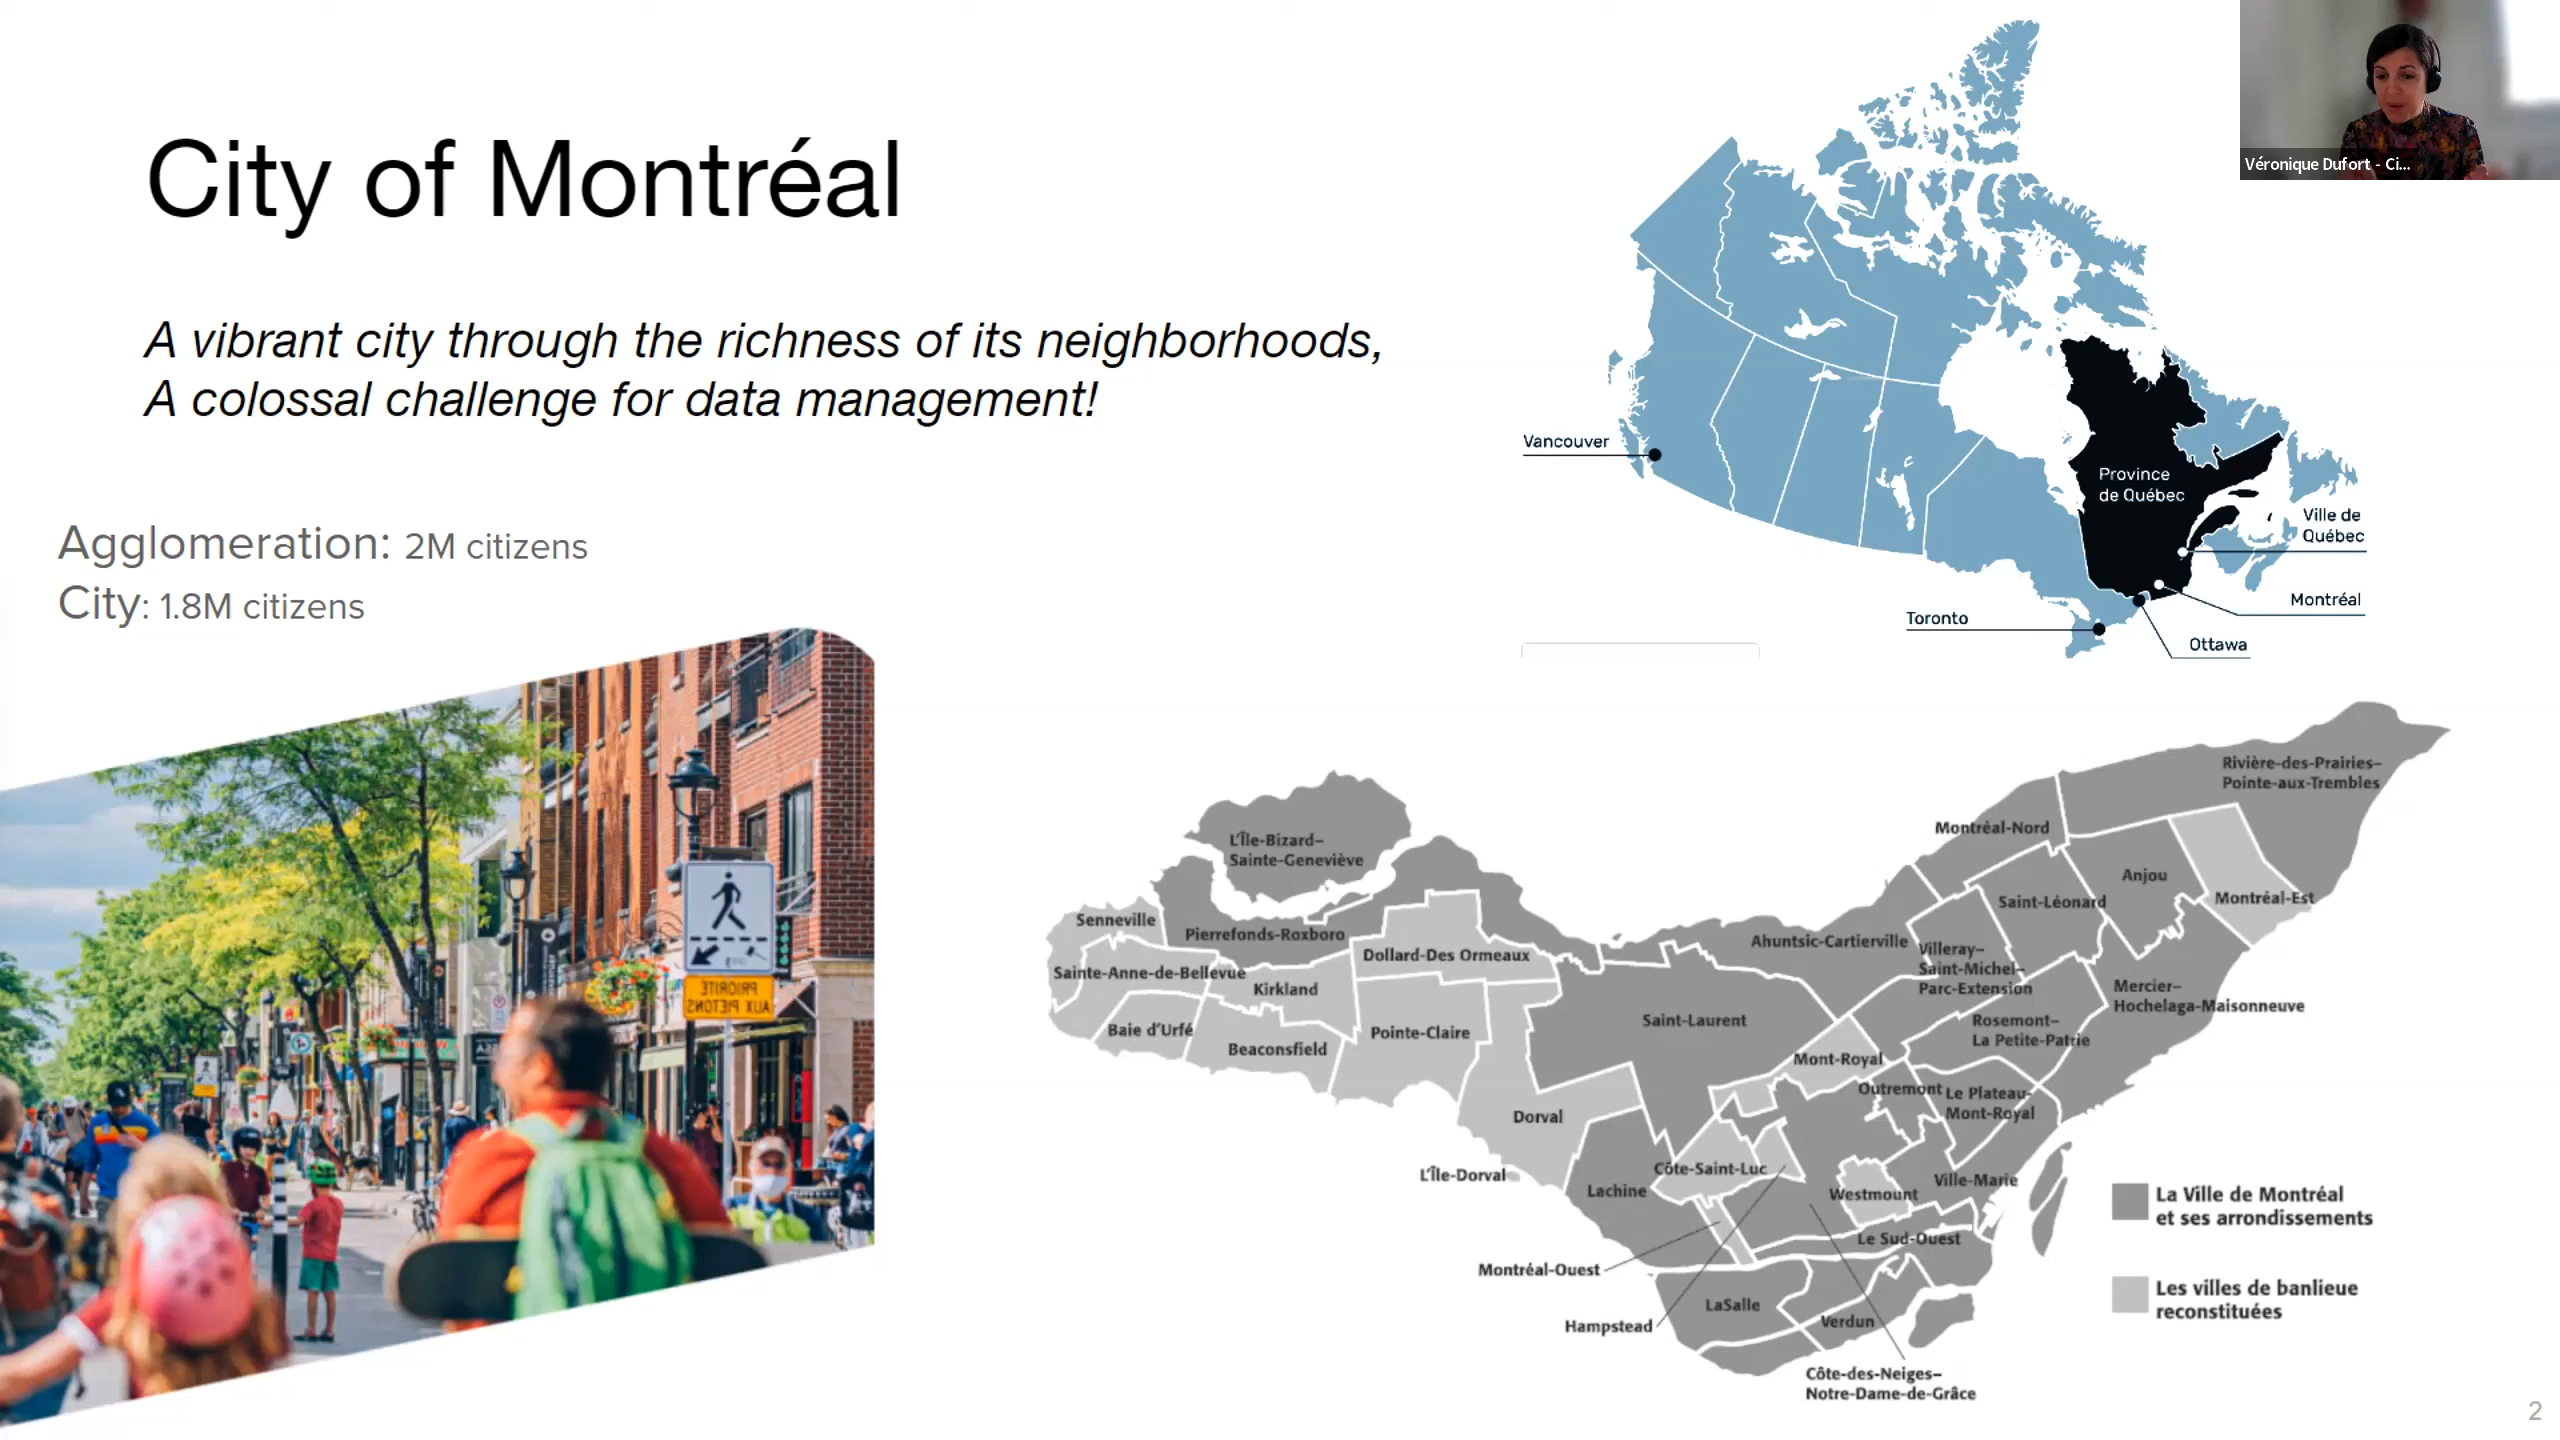 City of Montréal
A vibrant city through the richness of its neighborhoods,
A colossal challenge for data management!
Agglomeration: 2M citizens
City: 1.8M citizens
Véronique Dufort - Ci...
Vancouver
Province
de Québec
Ville de
Québec
Montréal
Toronto
Ottawa
PRIORITÉ
AUX PIÉTONS
Rivière-des-Prairies–
Pointe-aux-Trembles
Montréal-Nord
L'Île-Bizard–
Sainte-Geneviève
Anjou
Montréal-Est
Saint-Léonard
Senneville
Pierrefonds-Roxboro
Dollard-Des Ormeaux
Ahuntsic-Cartierville
Villeray–
Saint-Michel–
Parc-Extension
Sainte-Anne-de-Bellevue
Kirkland
Mercier–
Hochelaga-Maisonneuve
Baie d'Urfé
Beaconsfield
Pointe-Claire
Saint-Laurent
Rosemont–
La Petite-Patrie
Mont-Royal
Outremont
Le Plateau-
Mont-Royal
Dorval
L'Île-Dorval
Lachine
Côte-Saint-Luc
Westmount
Ville-Marie
Le Sud-Ouest
Montréal-Ouest
Hampstead
LaSalle
Verdun
Côte-des-Neiges–
Notre-Dame-de-Grâce
La Ville de Montréal
et ses arrondissements
Les villes de banlieue
reconstituées
2